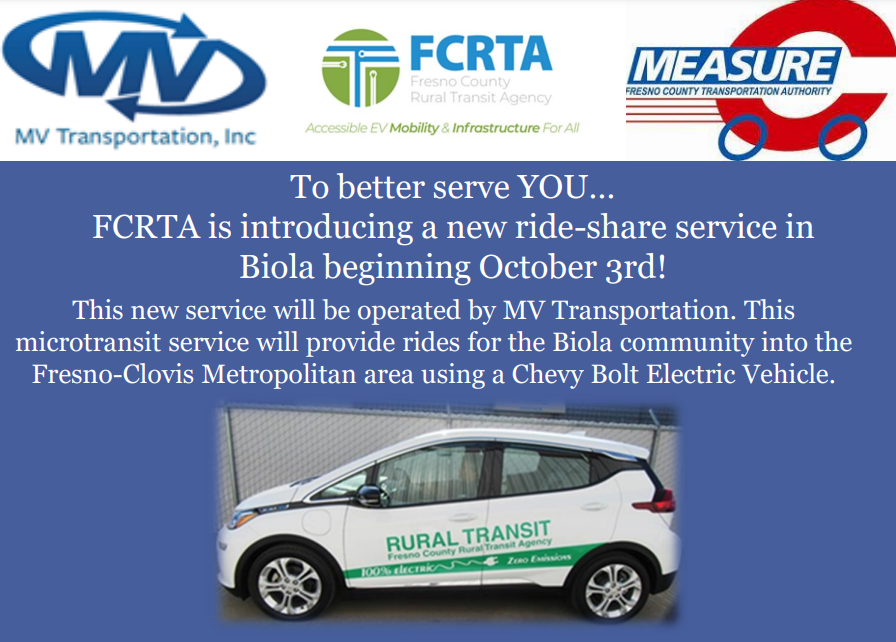 MV
MV Transportation, Inc
FCRTA
Fresno County
Rural Transit Agency
Accessible EV Mobility & Infrastructure For All
MEASURE
FRESNO COUNTY TRANSPORTATION AUTHORITY
To better serve YOU...
FCRTA is introducing a new ride-share service in
Biola beginning October 3rd!
This new service will be operated by MV Transportation. This
microtransit service will provide rides for the Biola community into the
Fresno-Clovis Metropolitan area using a Chevy Bolt Electric Vehicle.
RURAL TRANSIT
Fresno County Rural Transit Agency
100% electric
Zero Emissions